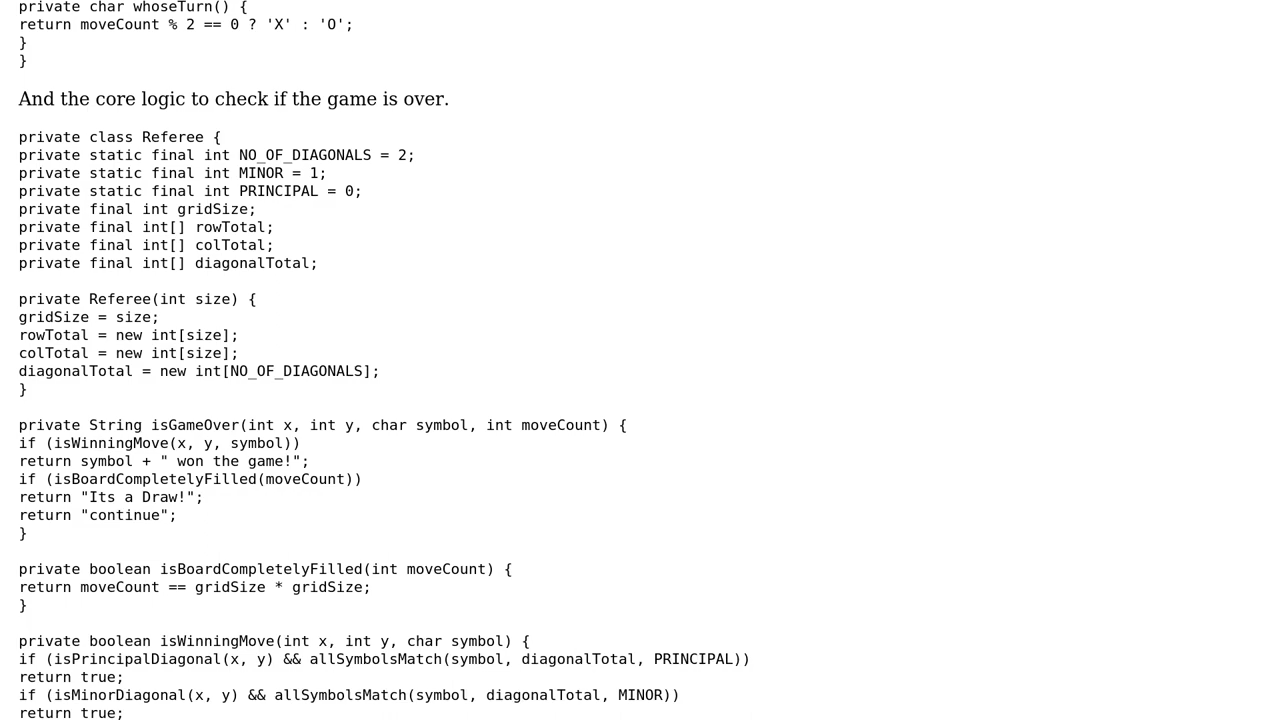 private char whoseTurn() {
return moveCount % 2 == 0 ? 'X' : 'O';
}
}
And the core logic to check if the game is over.
private class Referee {
private static final int NO_OF_DIAGONALS = 2;
private static final int MINOR = 1;
private static final int PRINCIPAL = 0;
private final int gridSize;
private final int[] rowTotal;
private final int[] colTotal;
private final int[] diagonalTotal;
private Referee(int size) {
gridSize = size;
rowTotal = new int[size];
colTotal = new int[size];
diagonalTotal = new int[NO_OF_DIAGONALS];
}
private String isGameOver(int x, int y, char symbol, int moveCount) {
if (isWinningMove(x, y, symbol))
return symbol + " won the game!";
if (isBoardCompletelyFilled(moveCount))
return "Its a Draw!";
return "continue";
}
private boolean isBoardCompletelyFilled(int moveCount) {
return moveCount == gridSize * gridSize;
}
private boolean isWinningMove(int x, int y, char symbol) {
if (isPrincipalDiagonal(x, y) && allSymbolsMatch(symbol, diagonalTotal, PRINCIPAL))
return true;
if (isMinorDiagonal(x, y) && allSymbolsMatch(symbol, diagonalTotal, MINOR))
return true;